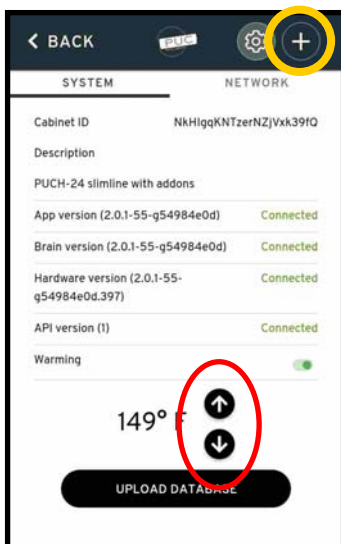 BACK PUC
SYSTEM NETWORK
Cabinet ID NkHIgqKNTzerNZjVxk39fQ
Description
PUCH-24 slimline with addons
App version (2.0.1-55-g54984e0d) Connected
Brain version (2.0.1-55-g54984e0d) Connected
Hardware version (2.0.1-55- Connected
g54984e0d.397)
API version (1) Connected
Warming
149° F
UPLOAD DATABASE